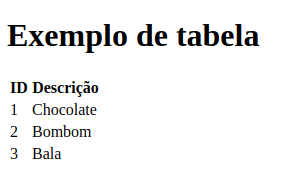 Exemplo de tabela
ID Descrição
1 Chocolate
2 Bombom
3 Bala